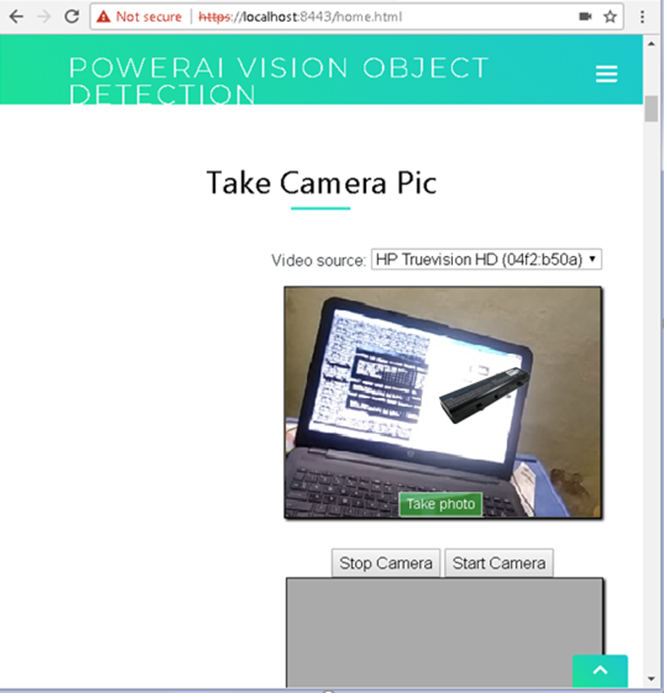 Not secure | https://localhost:8443/home.html
POWERAI VISION OBJECT
DETECTION
Take Camera Pic
Video source: HP Truevision HD (04f2:b50a)
Take photo
Stop Camera Start Camera